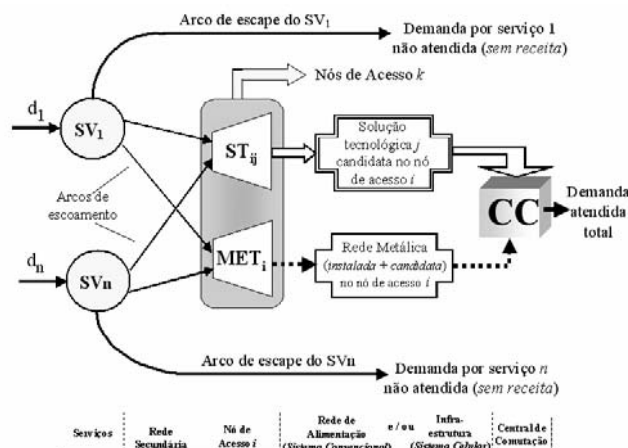 Arco de escape do SV1
Demanda por serviço 1
não atendida (sem receita)
Nós de Acesso k
d1
SV1
STij
Solução
tecnológica j
candidata no nó
de acesso i
CC
Demanda
atendida
total
Arcos de
escoamento
dn
SVn
METi
Rede Metálica
(instalada + candidata)
no nó de acesso i
Arco de escape do SVn
Demanda por serviço n
não atendida (sem receita)
Serviços
Rede
Secundária
Nó de
Acesso i
Rede de
Alimentação
(Sistema Convencional)
e / ou
Infra-
estrutura
(Sistema Celular)
Central de
Comutação